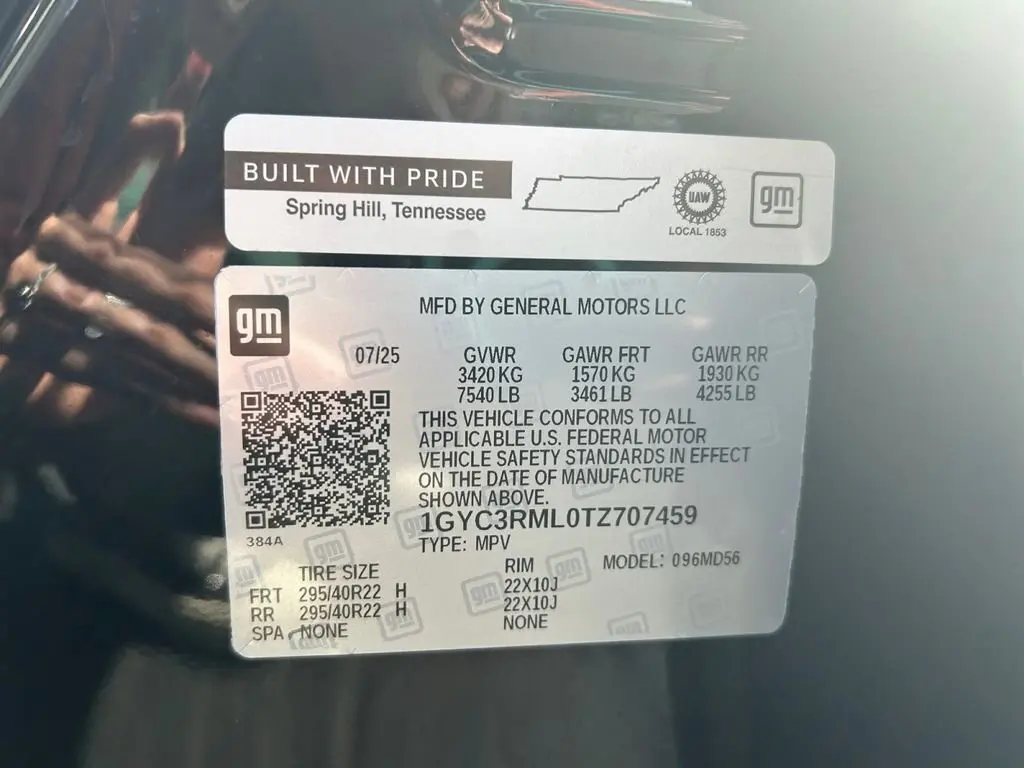 BUILT WITH PRIDE
Spring Hill, Tennessee
UAW
LOCAL 1853
gm
gm
MFD BY GENERAL MOTORS LLC
07/25 GVWR GAWR FRT GAWR RR
3420 KG 1570 KG 1930 KG
7540 LB 3461 LB 4255 LB
THIS VEHICLE CONFORMS TO ALL
APPLICABLE U.S. FEDERAL MOTOR
VEHICLE SAFETY STANDARDS IN EFFECT
ON THE DATE OF MANUFACTURE
SHOWN ABOVE.
1GYC3RML0TZ707459
384A
TYPE: MPV
TIRE SIZE RIM MODEL: 096MD56
FRT 295/40R22 H 22X10J
RR 295/40R22 H 22X10J
SPA NONE NONE